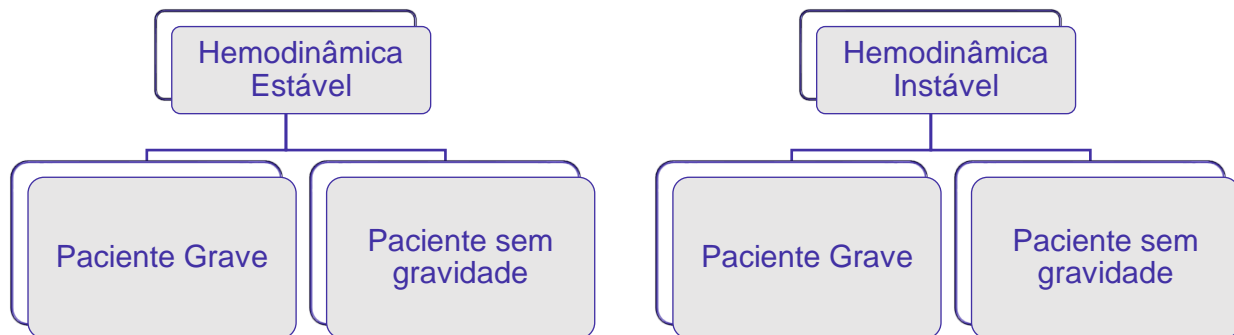 Hemodinâmica
Estável
Paciente Grave
Paciente sem
gravidade
Hemodinâmica
Instável
Paciente Grave
Paciente sem
gravidade